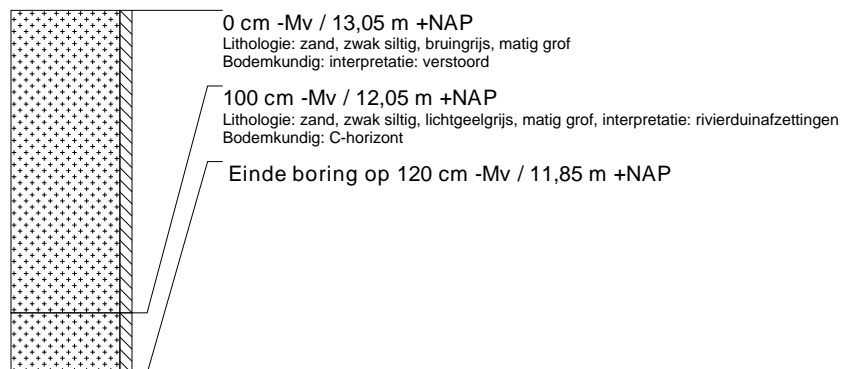 0 cm -Mv / 13,05 m +NAP
Lithologie: zand, zwak siltig, bruingrijs, matig grof
Bodemkundig: interpretatie: verstoord
100 cm -Mv / 12,05 m +NAP
Lithologie: zand, zwak siltig, lichtgeelgrijs, matig grof, interpretatie: rivierduinafzettingen
Bodemkundig: C-horizont
Einde boring op 120 cm -Mv / 11,85 m +NAP